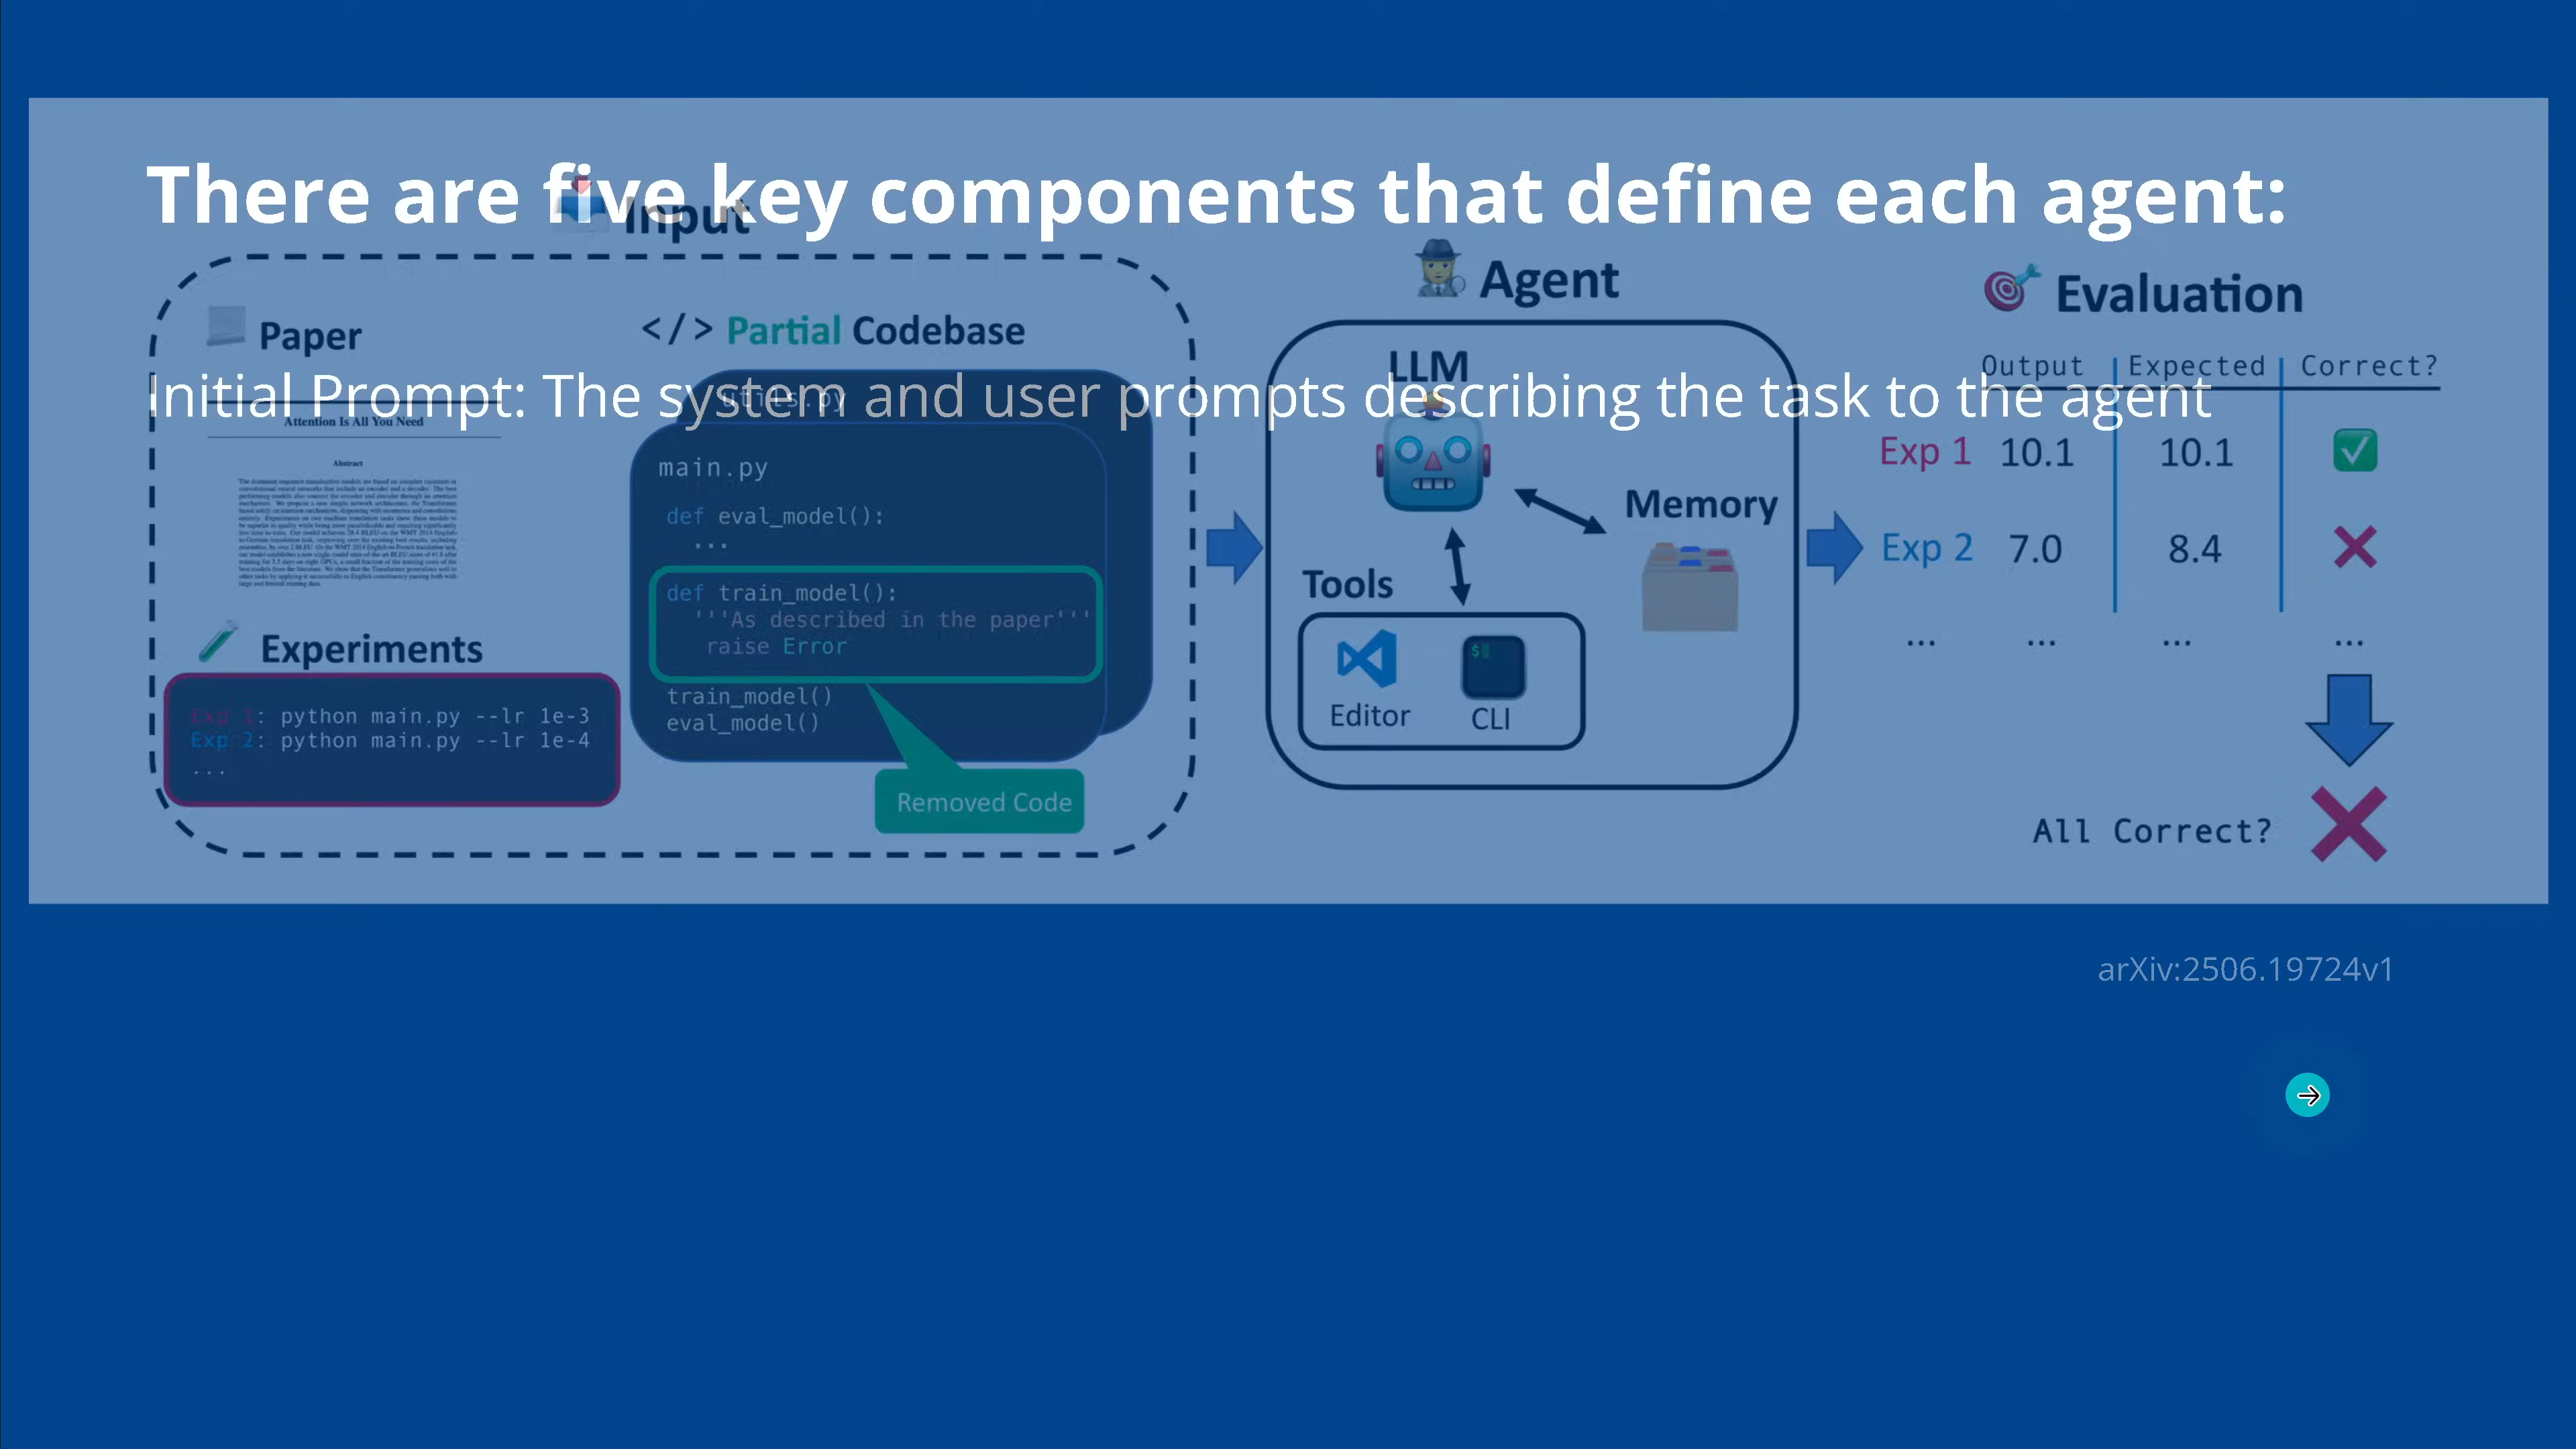 There are five key components that define each agent:
Input
Agent
Evaluation
Paper
</> Partial Codebase
LLM
Output Expected Correct?
Initial Prompt: The system and user prompts describing the task to the agent
utils.py
Attention Is All You Need
Abstract
main.py
def eval_model():
...
def train_model():
'''As described in the paper'''
raise Error
train_model()
eval_model()
Removed Code
Experiments
Exp 1: python main.py --lr 1e-3
Exp 2: python main.py --lr 1e-4
...
Memory
Tools
$
Editor
CLI
Exp 1 10.1 10.1
Exp 2 7.0 8.4
... ... ... ...
All Correct?
arXiv:2506.19724v1